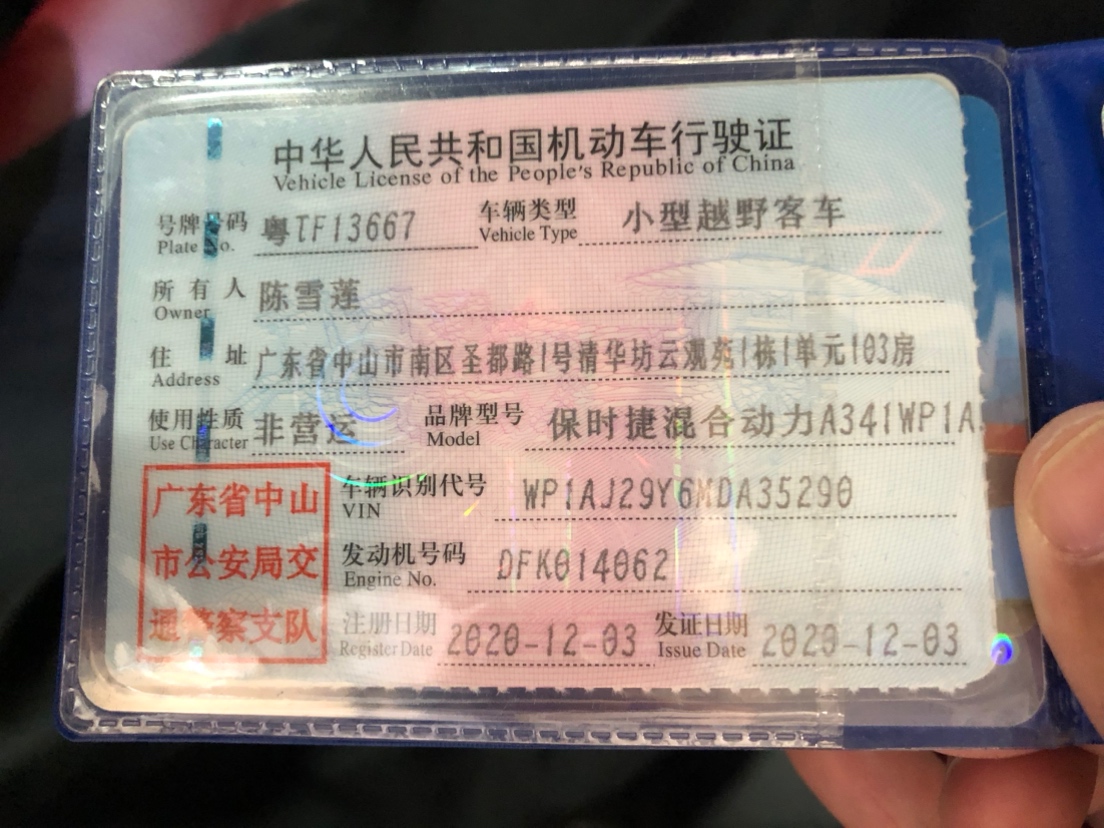 中华人民共和国机动车行驶证
Vehicle License of the People's Republic of China
号牌号码 粤TF13667 车辆类型 小型越野客车
Plate No. Vehicle Type
所有人 陈雪莲
Owner
住址 广东省中山市南区圣都路1号清华坊云观苑1栋1单元103房
Address
使用性质 非营运 品牌型号 保时捷混合动力A341WP1A
Use Character Model
广东省中山
市公安局交
通警察支队
车辆识别代号 WP1AJ29Y6MDA35290
VIN
发动机号码 DFK014062
Engine No.
注册日期 2020-12-03 发证日期 2020-12-03
Register Date Issue Date